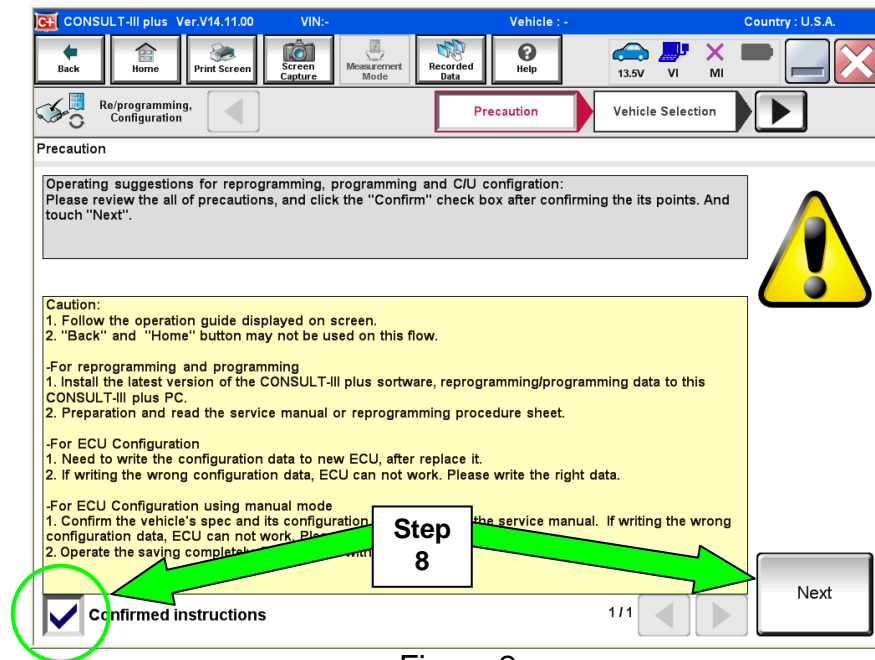 CONSULT-III plus Ver.V14.11.00 VIN:- Vehicle : - Country : U.S.A.
Back Home Print Screen Screen Capture Measurement Mode Recorded Data Help 13.5V VI MI
Re/programming, Configuration Precaution Vehicle Selection
Precaution
Operating suggestions for reprogramming, programming and C/U configration:
Please review the all of precautions, and click the "Confirm" check box after confirming the its points. And
touch "Next".
Caution:
1. Follow the operation guide displayed on screen.
2. "Back" and "Home" button may not be used on this flow.
-For reprogramming and programming
1. Install the latest version of the CONSULT-III plus sortware, reprogramming/programming data to this
CONSULT-III plus PC.
2. Preparation and read the service manual or reprogramming procedure sheet.
-For ECU Configuration
1. Need to write the configuration data to new ECU, after replace it.
2. If writing the wrong configuration data, ECU can not work. Please write the right data.
-For ECU Configuration using manual mode
1. Confirm the vehicle's spec and its configuration the service manual. If writing the wrong
configuration data, ECU can not work.
2. Operate the saving completely
Step
8
Confirmed instructions
1/1
Next